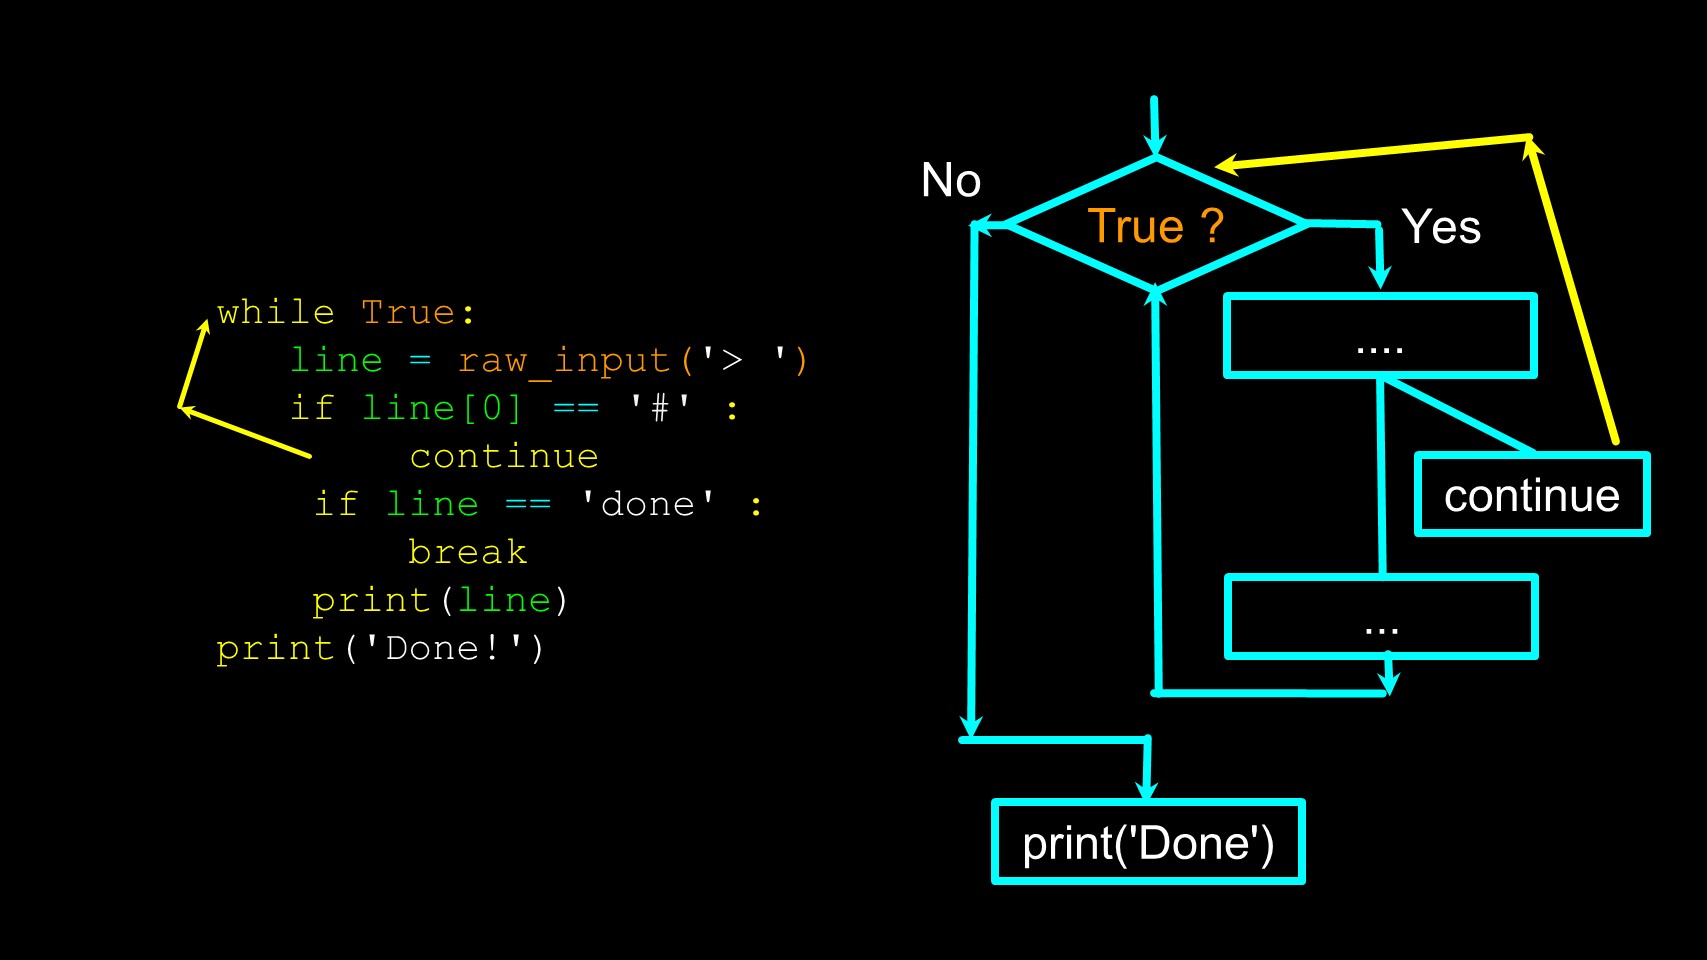 while True:
line = raw_input('> ')
if line[0] == '#' :
continue
if line == 'done' :
break
print(line)
print('Done!')
No
True ?
Yes
....
continue
...
print('Done')